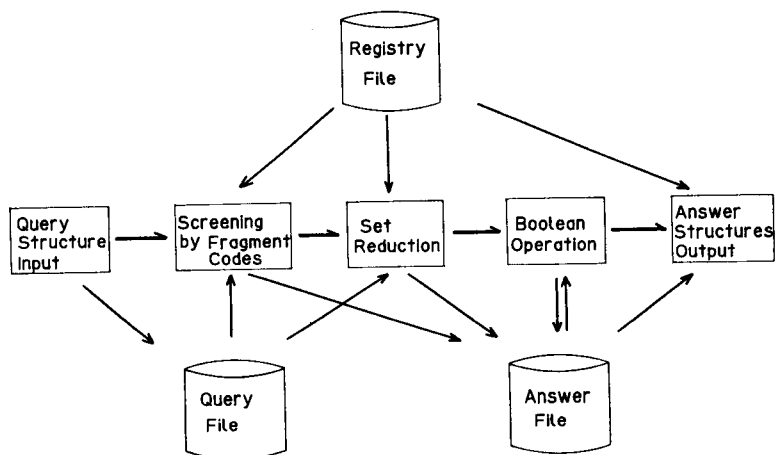 Registry
File
Query
Structure
Input
Screening
by Fragment
Codes
Set
Reduction
Boolean
Operation
Answer
Structures
Output
Query
File
Answer
File